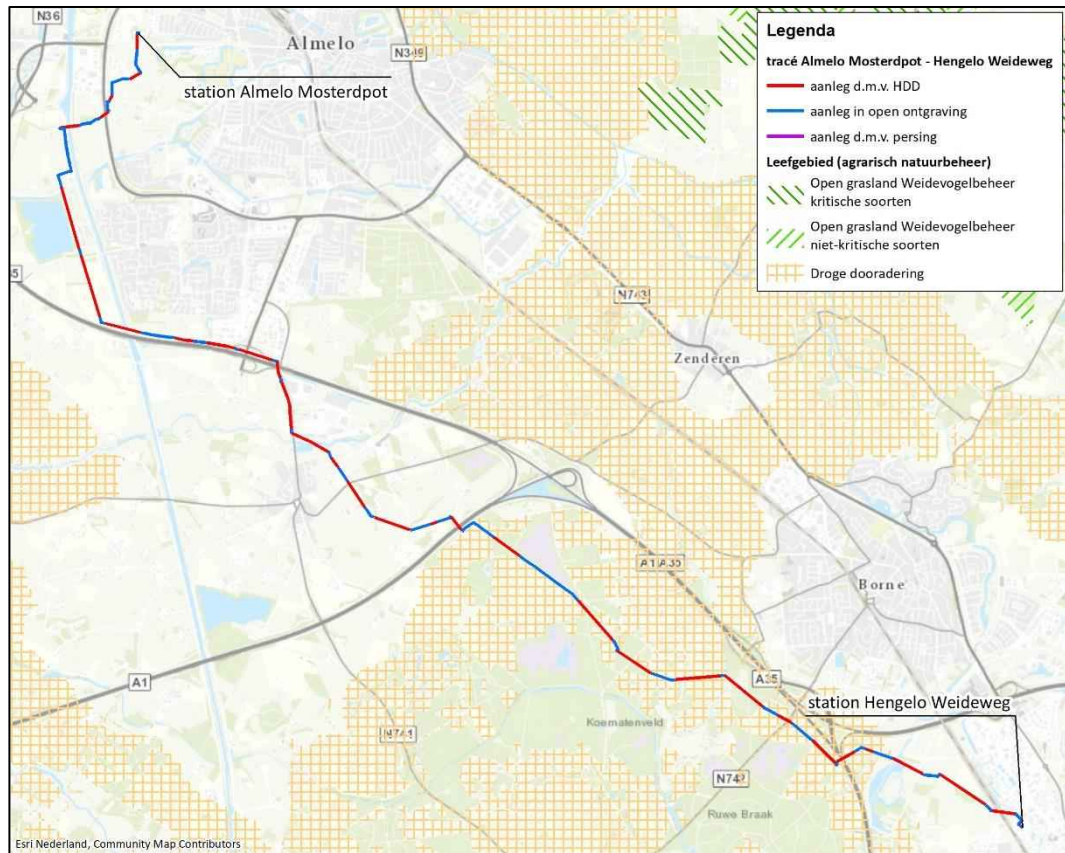 N36
Almelo
N349
station Almelo Mosterdpot
Legenda
tracé Almelo Mosterdpot - Hengelo Weideweg
aanleg d.m.v. HDD
aanleg in open ontgraving
aanleg d.m.v. persing
Leefgebied (agrarisch natuurbeheer)
Open grasland Weidevogelbeheer
kritische soorten
Open grasland Weidevogelbeheer
niet-kritische soorten
Droge dooradering
N743
Zenderen
A1
A35
Borne
A35
A1
station Hengelo Weideweg
Koematenveld
Ruwe Braak
Esri Nederland, Community Map Contributors